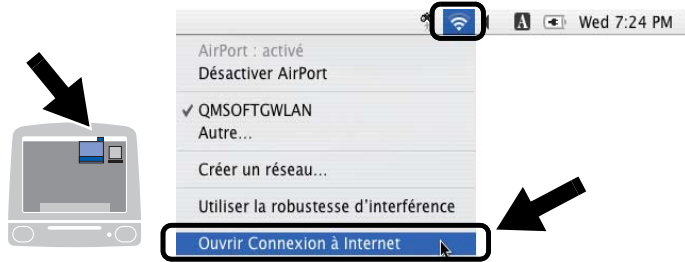 A Wed 7:24 PM
AirPort : activé
Désactiver AirPort
✓ QMSOFTGWLAN
Autre...
Créer un réseau...
Utiliser la robustesse d'interférence
Ouvrir Connexion à Internet